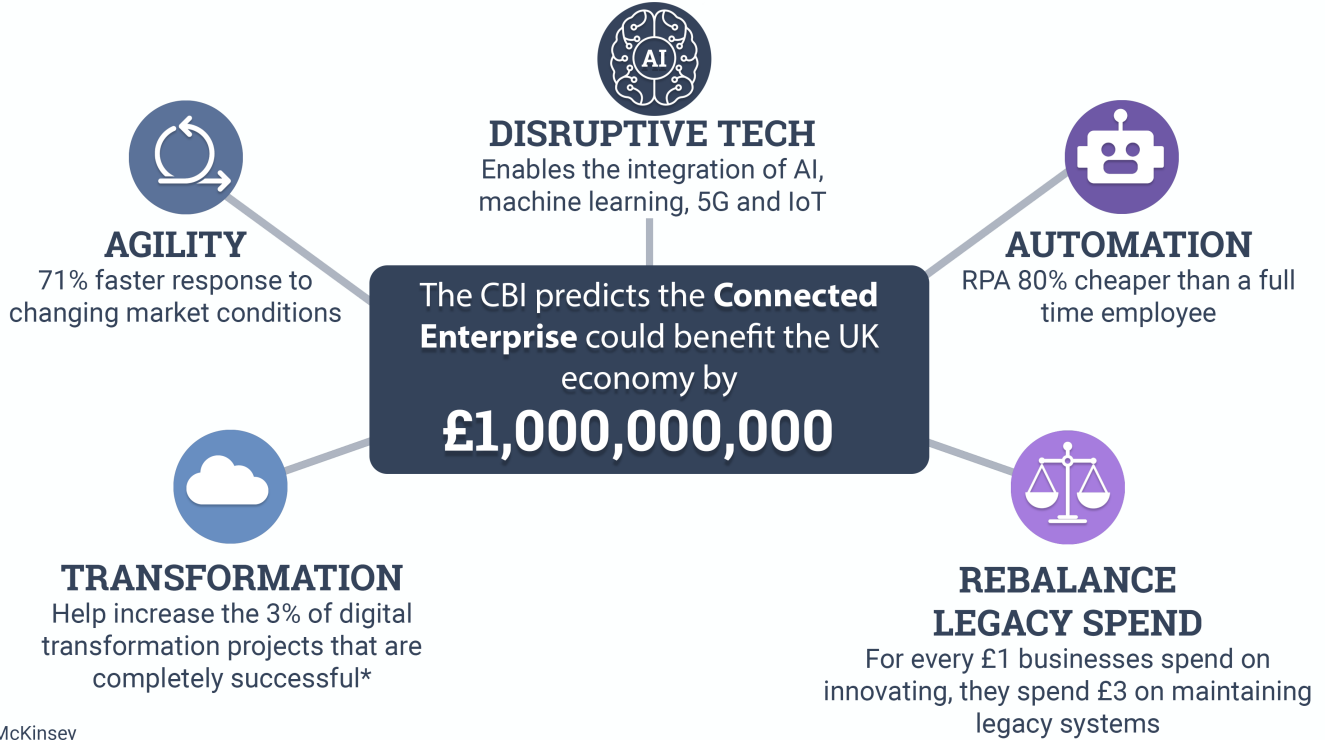 AI
DISRUPTIVE TECH
Enables the integration of AI,
machine learning, 5G and IoT
AGILITY
71% faster response to
changing market conditions
AUTOMATION
RPA 80% cheaper than a full
time employee
The CBI predicts the Connected
Enterprise could benefit the UK
economy by
£1,000,000,000
TRANSFORMATION
Help increase the 3% of digital
transformation projects that are
completely successful*
REBALANCE
LEGACY SPEND
For every £1 businesses spend on
innovating, they spend £3 on maintaining
legacy systems
McKinsey